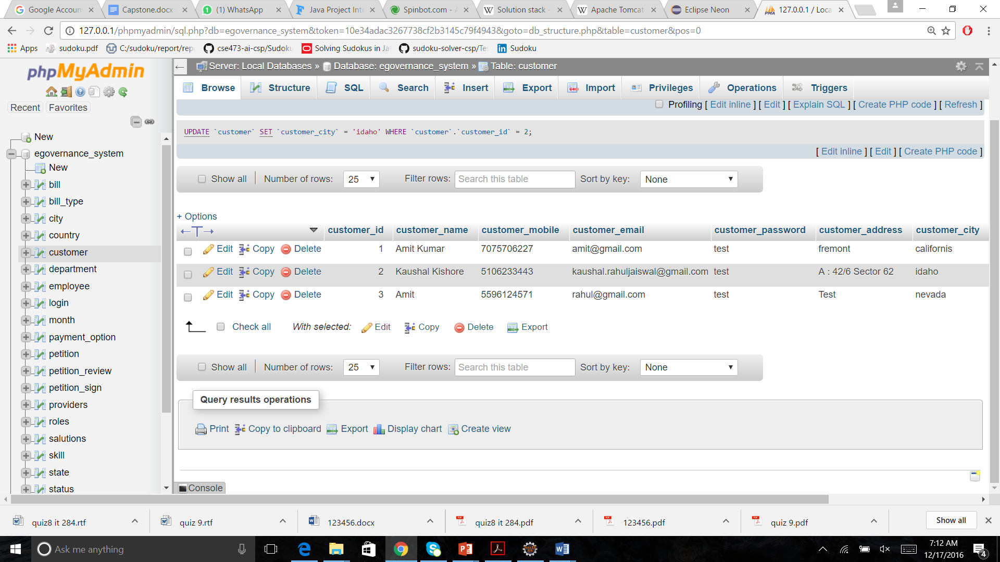 Google Accoun
Capstone.docx
(1) WhatsApp
Java Project Int
Spinbot.com - A
Solution stack -
Apache Tomcat
Eclipse Neon
127.0.0.1 / Loca
127.0.0.1/phpmyadmin/sql.php?db=egovernance_system&token=10e34adac3267738cf2b3145c79f4943&goto=db_structure.php&table=customer&pos=0
Apps
sudoku.pdf
C:/sudoku/report/rep
cse473-ai-csp/Sudoku
Solving Sudokus in Ja
sudoku-solver-csp/Te
Sudoku
phpMyAdmin
Recent
Favorites
New
egovernance_system
New
bill
bill_type
city
country
customer
department
employee
login
month
payment_option
petition
petition_review
petition_sign
providers
roles
salutions
skill
state
status
Server: Local Databases » Database: egovernance_system » Table: customer
Browse
Structure
SQL
Search
Insert
Export
Import
Privileges
Operations
Triggers
Profiling [ Edit inline ] [ Edit ] [ Explain SQL ] [ Create PHP code ] [ Refresh ]
UPDATE `customer` SET `customer_city` = 'idaho' WHERE `customer`.`customer_id` = 2;
[ Edit inline ] [ Edit ] [ Create PHP code ]
Show all | Number of rows: 25 Filter rows: Search this table Sort by key: None
+ Options
←T→ customer_id customer_name customer_mobile customer_email customer_password customer_address customer_city
Edit Copy Delete 1 Amit Kumar 7075706227 amit@gmail.com test fremont californis
Edit Copy Delete 2 Kaushal Kishore 5106233443 kaushal.rahuljaiswal@gmail.com test A : 42/6 Sector 62 idaho
Edit Copy Delete 3 Amit 5596124571 rahul@gmail.com test Test nevada
Check all With selected: Edit Copy Delete Export
Show all | Number of rows: 25 Filter rows: Search this table Sort by key: None
Query results operations
Print Copy to clipboard Export Display chart Create view
Console
quiz8 it 284.rtf
quiz 9.rtf
123456.docx
quiz8 it 284.pdf
123456.pdf
quiz 9.pdf
Show all
Ask me anything
7:12 AM
12/17/2016
4